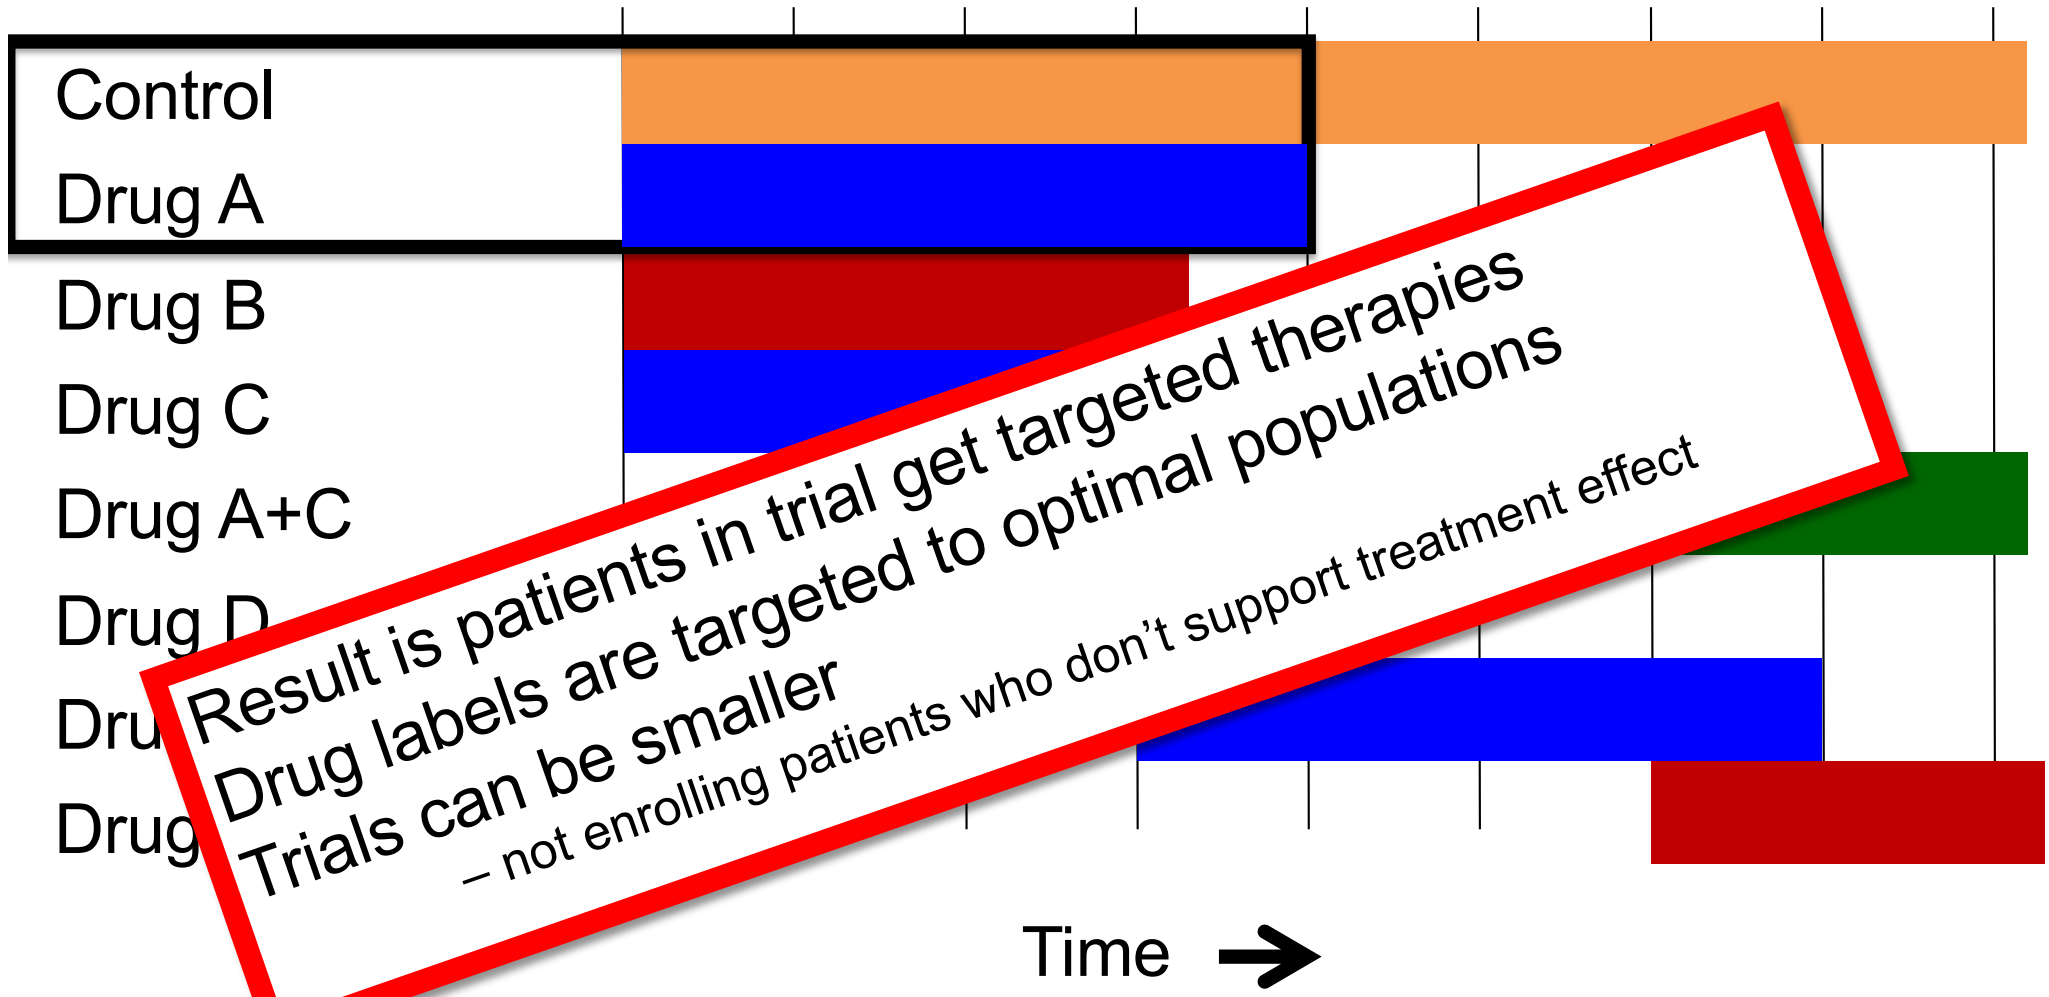 Control
Drug A
Drug B
Drug C
Drug A+C
Drug D
Drug
Result is patients in trial get targeted therapies
Drug labels are targeted to optimal populations
Trials can be smaller
– not enrolling patients who don’t support treatment effect
Time